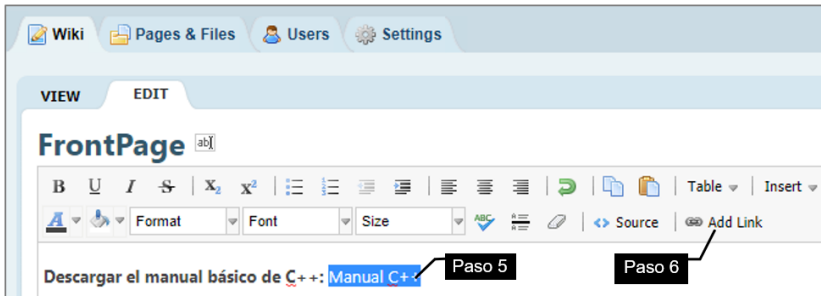 Wiki Pages & Files Users Settings
VIEW EDIT
FrontPage ab
B U I S X2 X² Table Insert
A Format Font Size ABC Source Add Link
Descargar el manual básico de C++: Manual C++ Paso 5 Paso 6